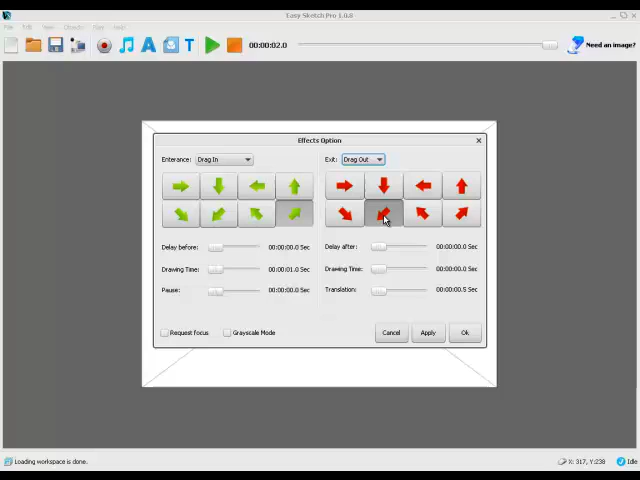 Easy Sketch Pro 1.0.8
00:00:02.0
Need an image?
Effects Option
Enterance: Drag In
Exit: Drag Out
Delay before: 00:00:00.0 Sec
Delay after: 00:00:00.0 Sec
Drawing Time: 00:00:01.0 Sec
Drawing Time: 00:00:00.0 Sec
Pause: 00:00:00.0 Sec
Translation: 00:00:00.5 Sec
Request focus
Grayscale Mode
Cancel
Apply
Ok
Loading workspace is done.
X: 317, Y:238
Idle